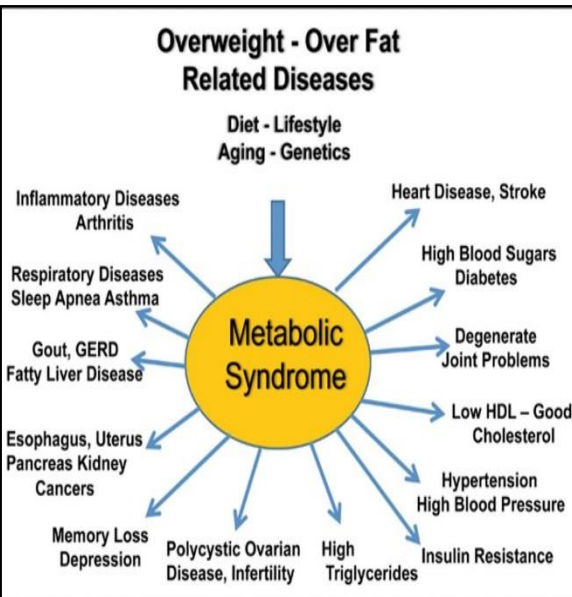 Overweight - Over Fat
Related Diseases
Diet - Lifestyle
Aging - Genetics
Inflammatory Diseases
Arthritis
Respiratory Diseases
Sleep Apnea Asthma
Gout, GERD
Fatty Liver Disease
Esophagus, Uterus
Pancreas Kidney
Cancers
Memory Loss
Depression
Polycystic Ovarian
Disease, Infertility
High
Triglycerides
Insulin Resistance
Hypertension
High Blood Pressure
Low HDL – Good
Cholesterol
Degenerate
Joint Problems
High Blood Sugars
Diabetes
Heart Disease, Stroke
Metabolic
Syndrome